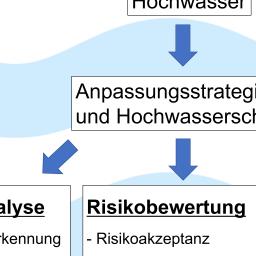 Hochwasser
Anpassungsstrategi
und Hochwassersch
alyse
Risikobewertung
rkennung
- Risikoakzeptanz